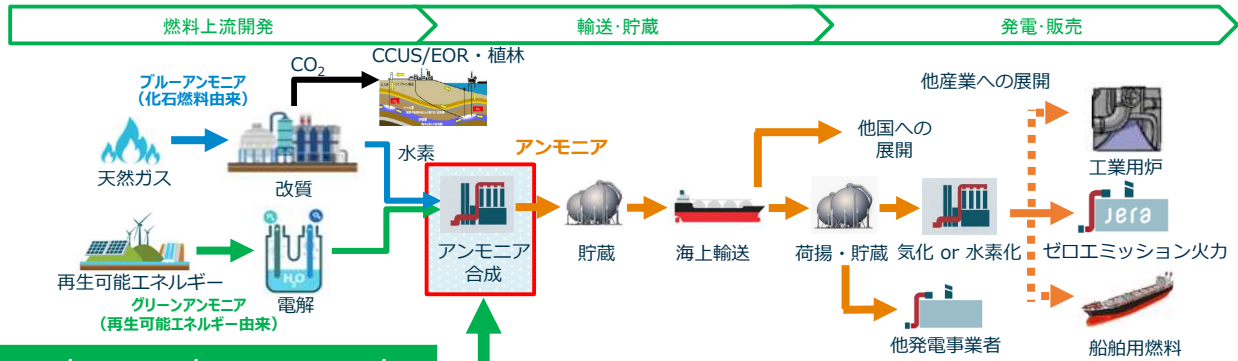 燃料上流開発
輸送・貯蔵
発電・販売
CO2
CCUS/EOR・植林
ブルーアンモニア
（化石燃料由来）
天然ガス
改質
水素
アンモニア
他国への
展開
他産業への展開
工業用炉
アンモニア
合成
貯蔵
海上輸送
荷揚・貯蔵
気化 or 水素化
jera
ゼロエミッション火力
再生可能エネルギー
H2O
電解
グリーンアンモニア
（再生可能エネルギー由来）
他発電事業者
船舶用燃料